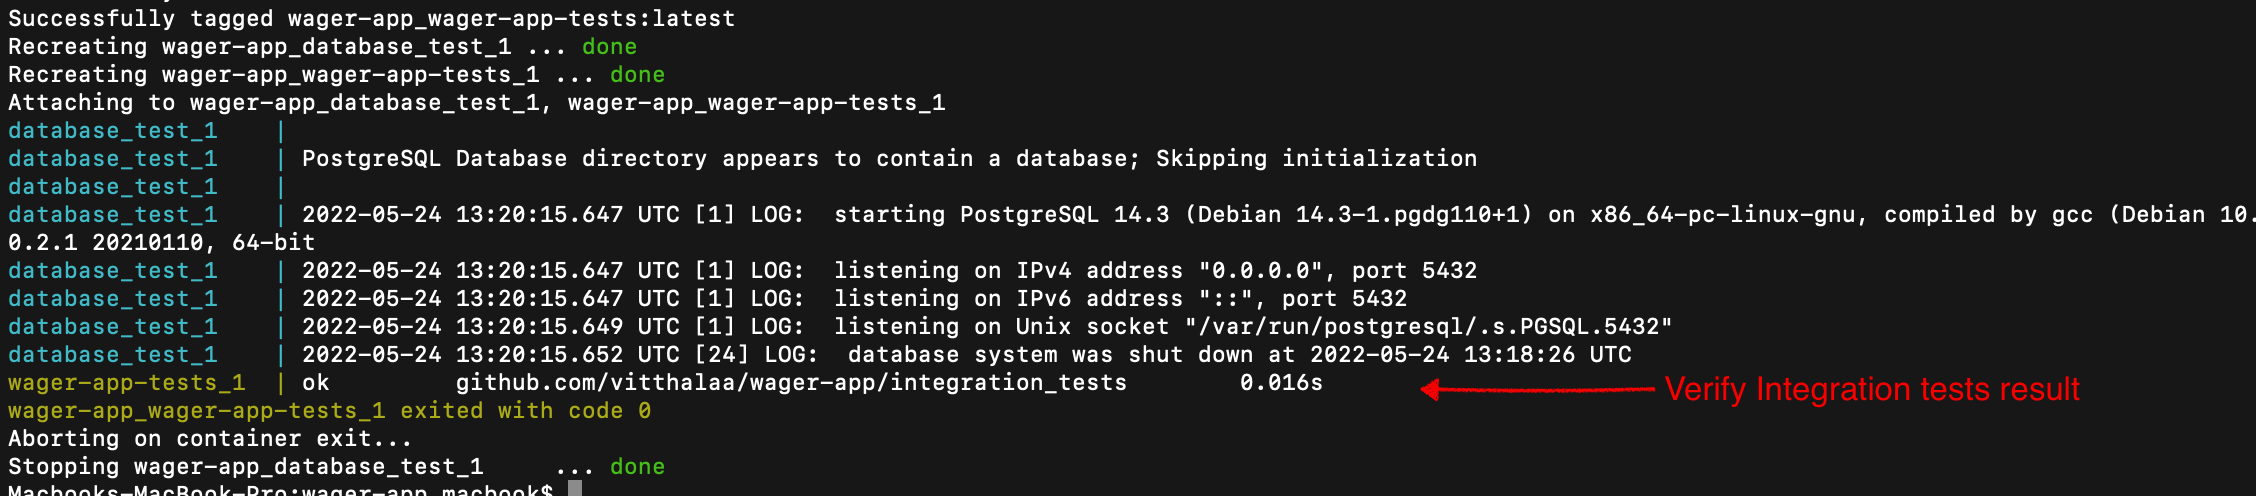 Successfully tagged wager-app_wager-app-tests:latest
Recreating wager-app_database_test_1 ... done
Recreating wager-app_wager-app-tests_1 ... done
Attaching to wager-app_database_test_1, wager-app_wager-app-tests_1
database_test_1    |
database_test_1    | PostgreSQL Database directory appears to contain a database; Skipping initialization
database_test_1    |
database_test_1    | 2022-05-24 13:20:15.647 UTC [1] LOG:  starting PostgreSQL 14.3 (Debian 14.3-1.pgdg110+1) on x86_64-pc-linux-gnu, compiled by gcc (Debian 10.
0.2.1 20210110, 64-bit
database_test_1    | 2022-05-24 13:20:15.647 UTC [1] LOG:  listening on IPv4 address "0.0.0.0", port 5432
database_test_1    | 2022-05-24 13:20:15.647 UTC [1] LOG:  listening on IPv6 address "::", port 5432
database_test_1    | 2022-05-24 13:20:15.649 UTC [1] LOG:  listening on Unix socket "/var/run/postgresql/.s.PGSQL.5432"
database_test_1    | 2022-05-24 13:20:15.652 UTC [24] LOG:  database system was shut down at 2022-05-24 13:18:26 UTC
wager-app-tests_1  | ok         github.com/vitthalaa/wager-app/integration_tests        0.016s
Verify Integration tests result
wager-app_wager-app-tests_1 exited with code 0
Aborting on container exit...
Stopping wager-app_database_test_1     ... done
Macbooks-MacBook-Pro:wager-app macbook$